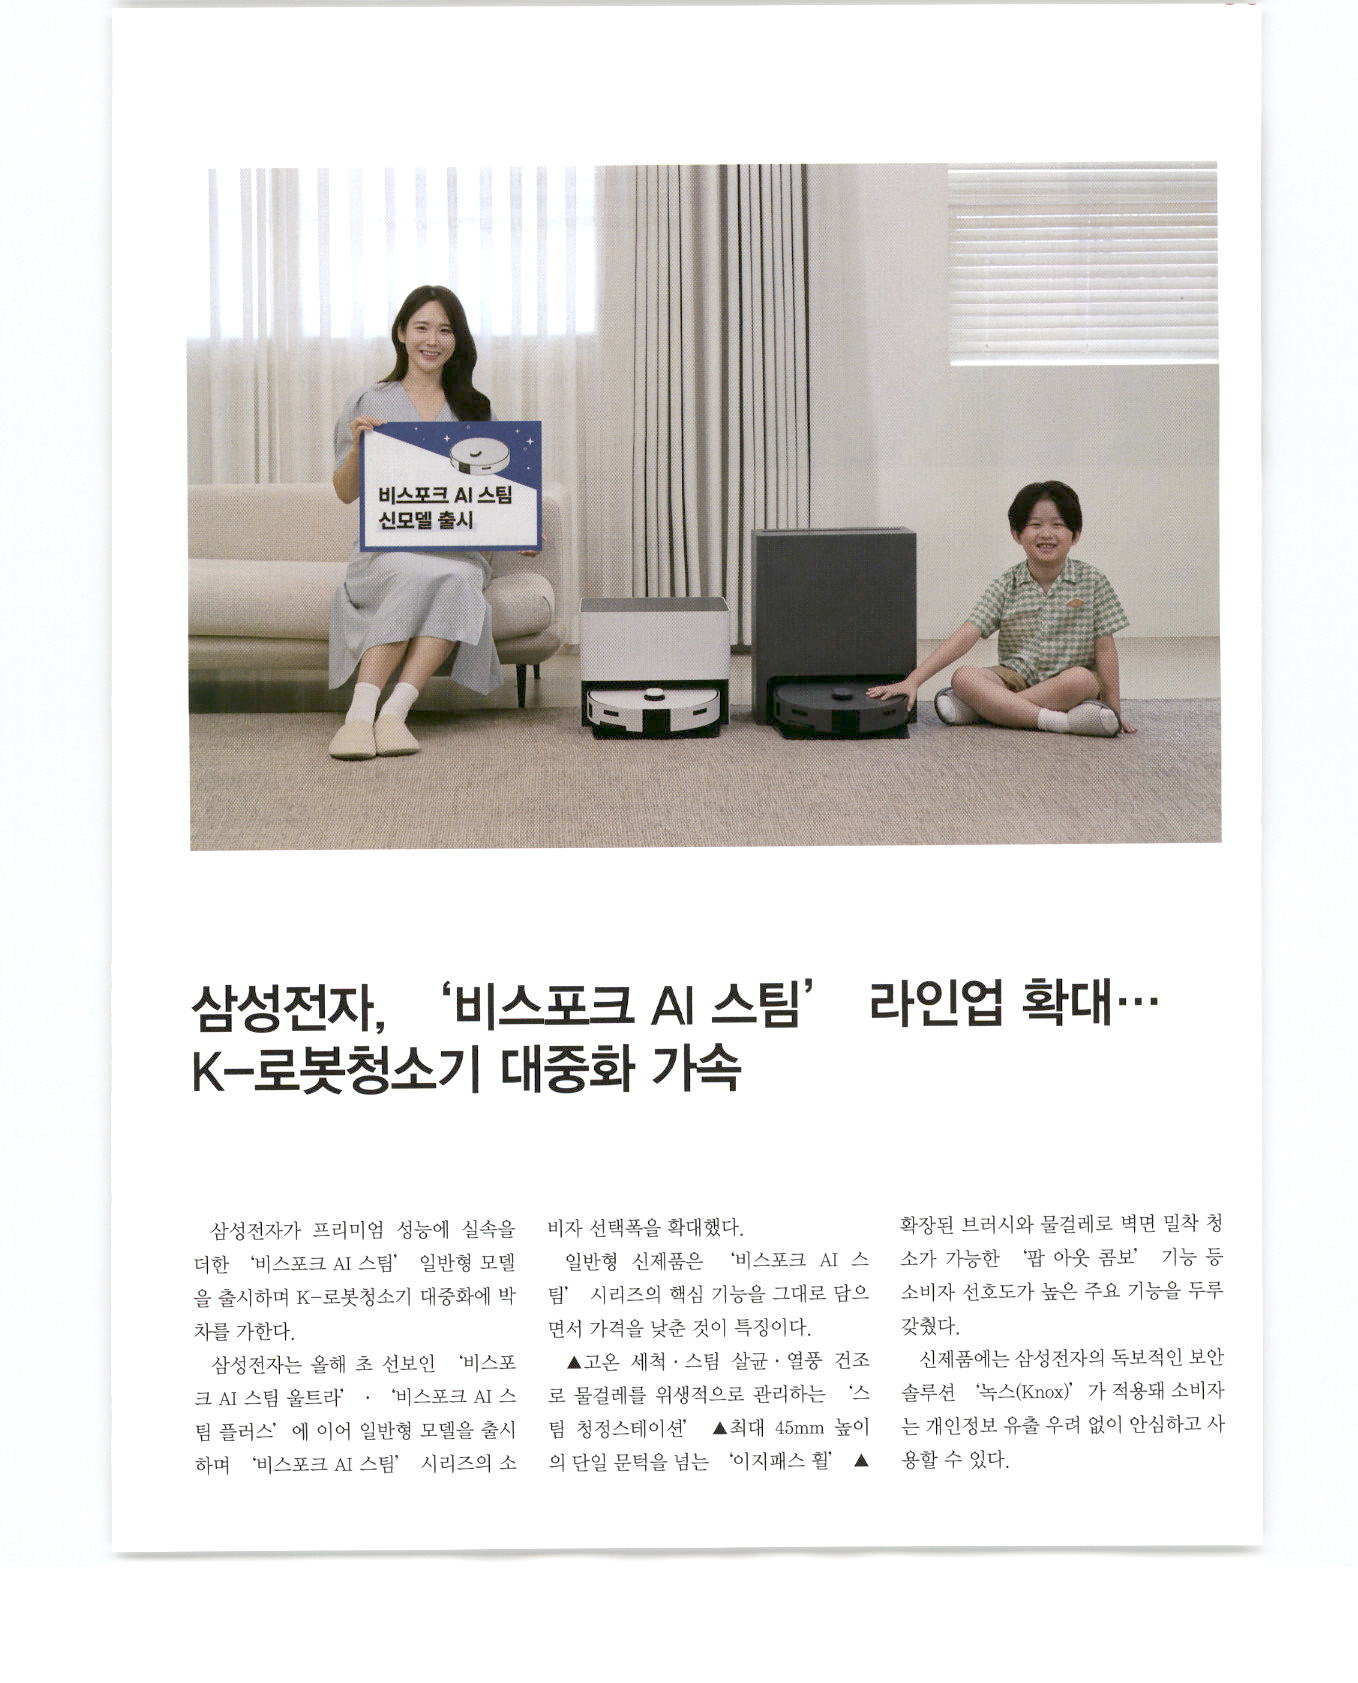 비스포크 AI 스팀
신모델 출시
삼성전자, ‘비스포크 AI 스팀’ 라인업 확대…
K-로봇청소기 대중화 가속
삼성전자가 프리미엄 성능에 실속을
더한 ‘비스포크 AI 스팀’ 일반형 모델
을 출시하며 K-로봇청소기 대중화에 박
차를 가한다.
삼성전자는 올해 초 선보인 ‘비스포
크 AI 스팀 울트라’ · ‘비스포크 AI 스
팀 플러스’에 이어 일반형 모델을 출시
하며 ‘비스포크 AI 스팀’ 시리즈의 소
비자 선택폭을 확대했다.
일반형 신제품은 ‘비스포크 AI 스
팀’ 시리즈의 핵심 기능을 그대로 담으
면서 가격을 낮춘 것이 특징이다.
▲고온 세척·스팀 살균·열풍 건조
로 물걸레를 위생적으로 관리하는 ‘스
팀 청정스테이션’ ▲최대 45mm 높이
의 단일 문턱을 넘는 ‘이지패스 휠’ ▲
확장된 브러시와 물걸레로 벽면 밀착 청
소가 가능한 ‘팝 아웃 콤보’ 기능 등
소비자 선호도가 높은 주요 기능을 두루
갖췄다.
신제품에는 삼성전자의 독보적인 보안
솔루션 ‘녹스(Knox)’가 적용돼 소비자
는 개인정보 유출 우려 없이 안심하고 사
용할 수 있다.